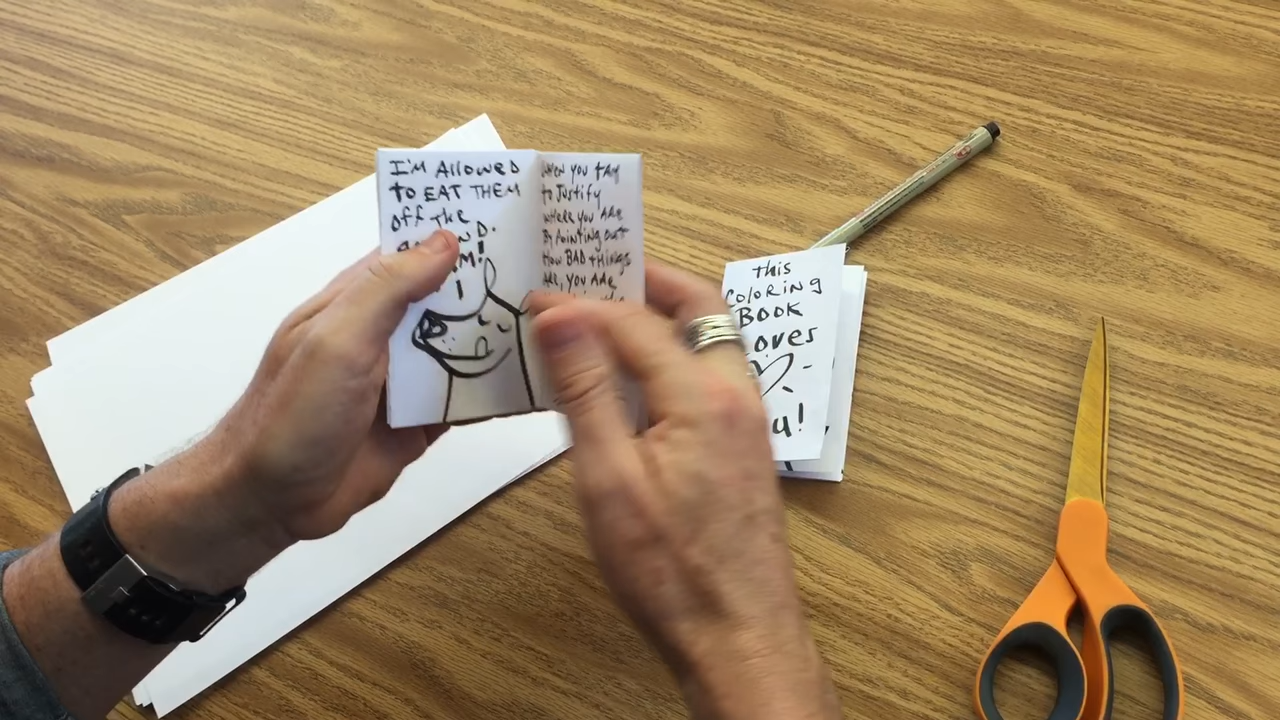 I'M Allowed
to EAT THEM
off the
when you try
to Justify
where you Are
By Pointing out
How BAD things
Are, you Are
this
Coloring
Book
Loves